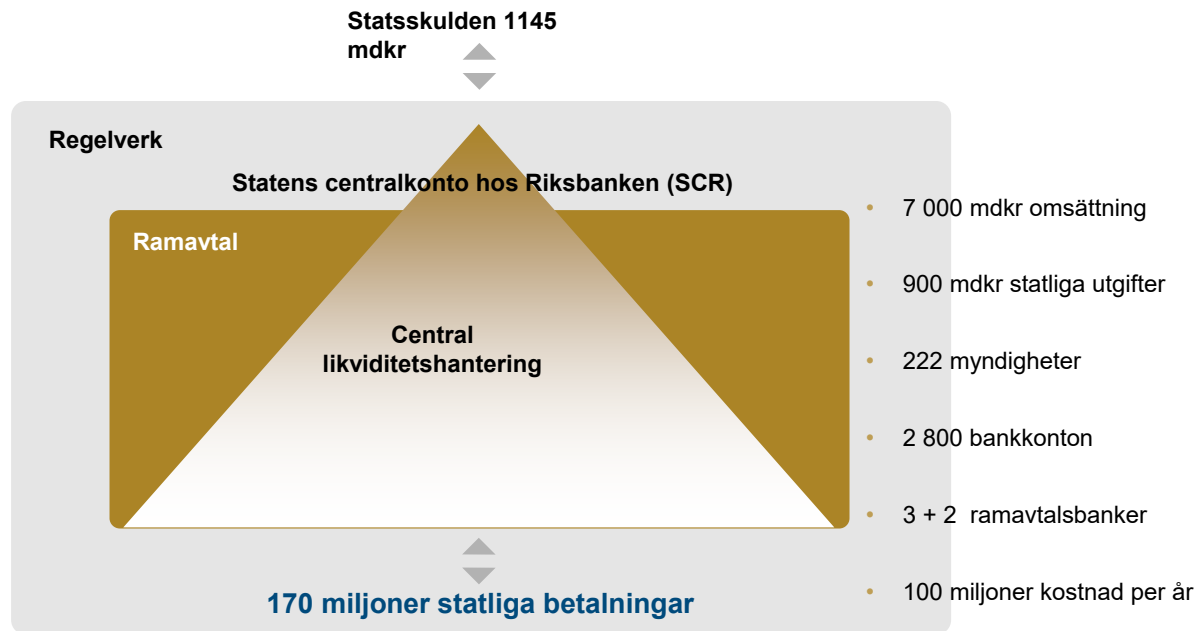 Statsskulden 1145
mdkr
Regelverk
Statens centralkonto hos Riksbanken (SCR)
Ramavtal
Central
likviditetshantering
170 miljoner statliga betalningar
• 7 000 mdkr omsättning
• 900 mdkr statliga utgifter
• 222 myndigheter
• 2 800 bankkonton
• 3 + 2 ramavtalsbanker
• 100 miljoner kostnad per år